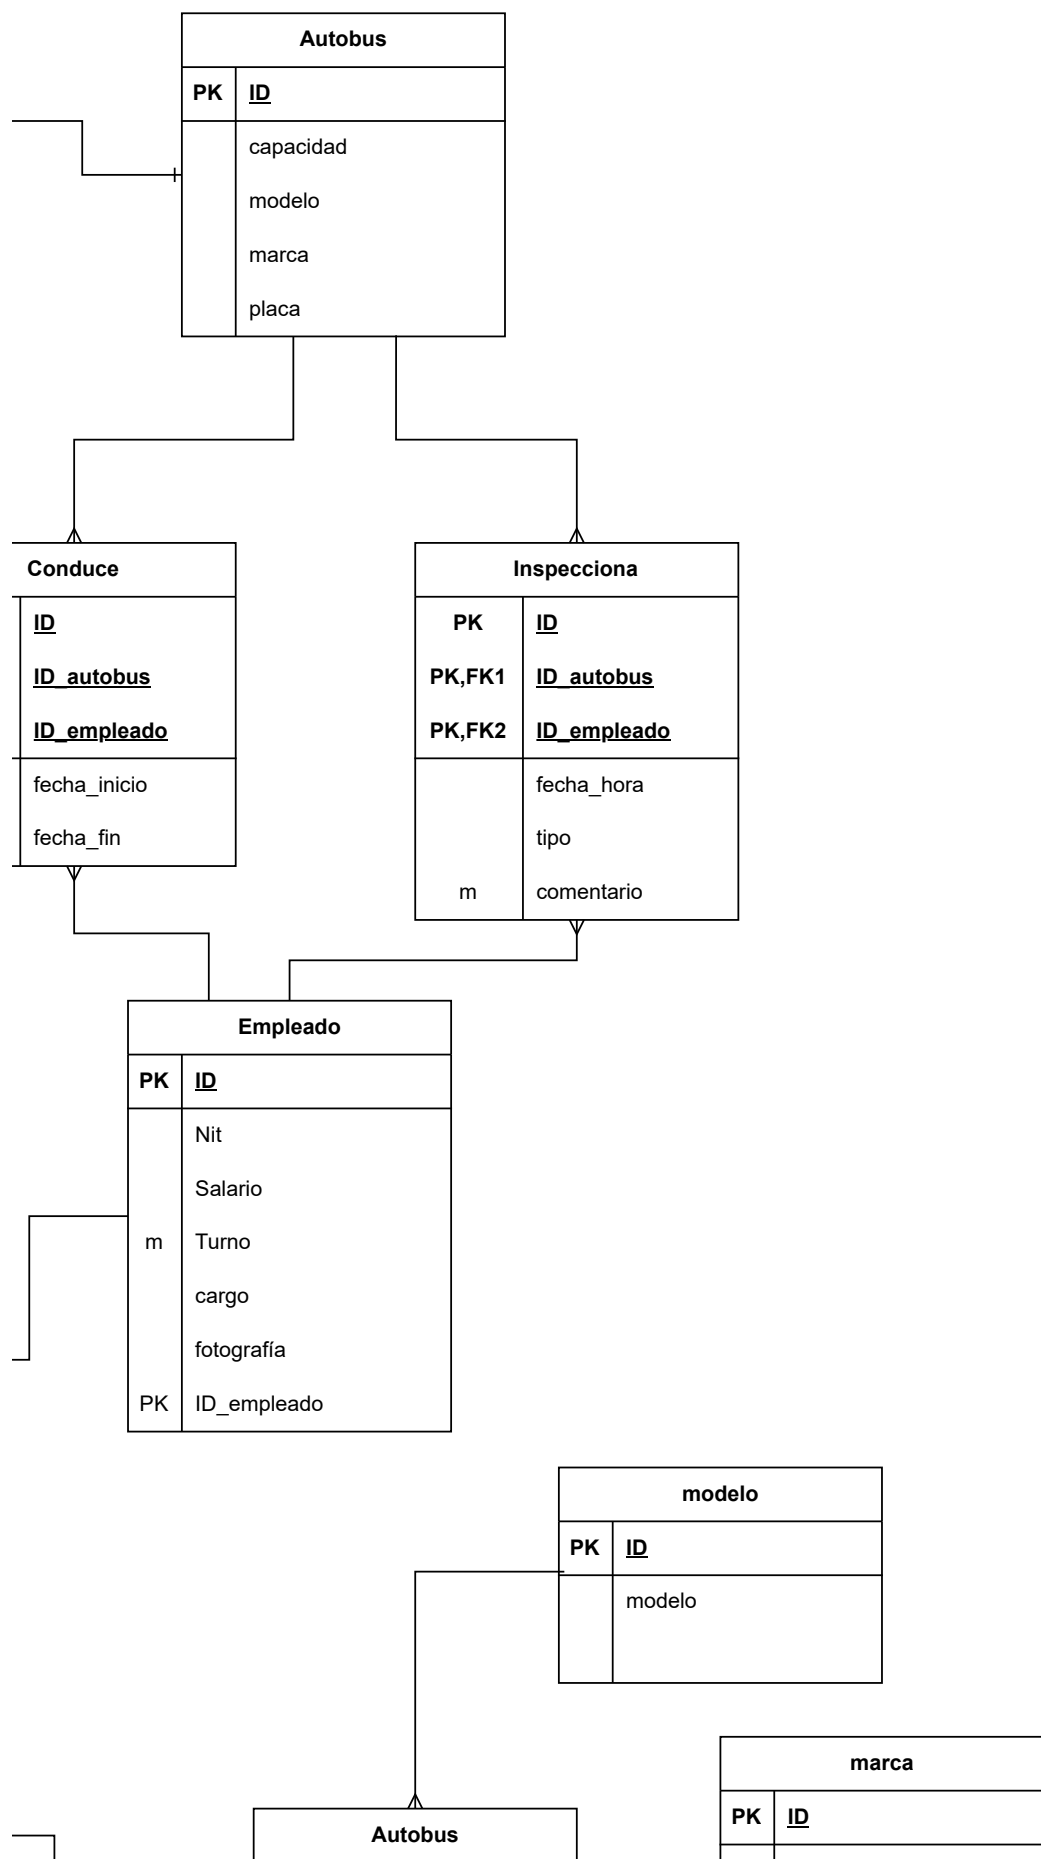 Autobus
PK ID
capacidad
modelo
marca
placa
Conduce
ID
ID_autobus
ID_empleado
fecha_inicio
fecha_fin
Inspecciona
PK ID
PK,FK1 ID_autobus
PK,FK2 ID_empleado
fecha_hora
tipo
m comentario
Empleado
PK ID
Nit
Salario
m Turno
cargo
fotografía
PK ID_empleado
modelo
PK ID
modelo
marca
PK ID
Autobus